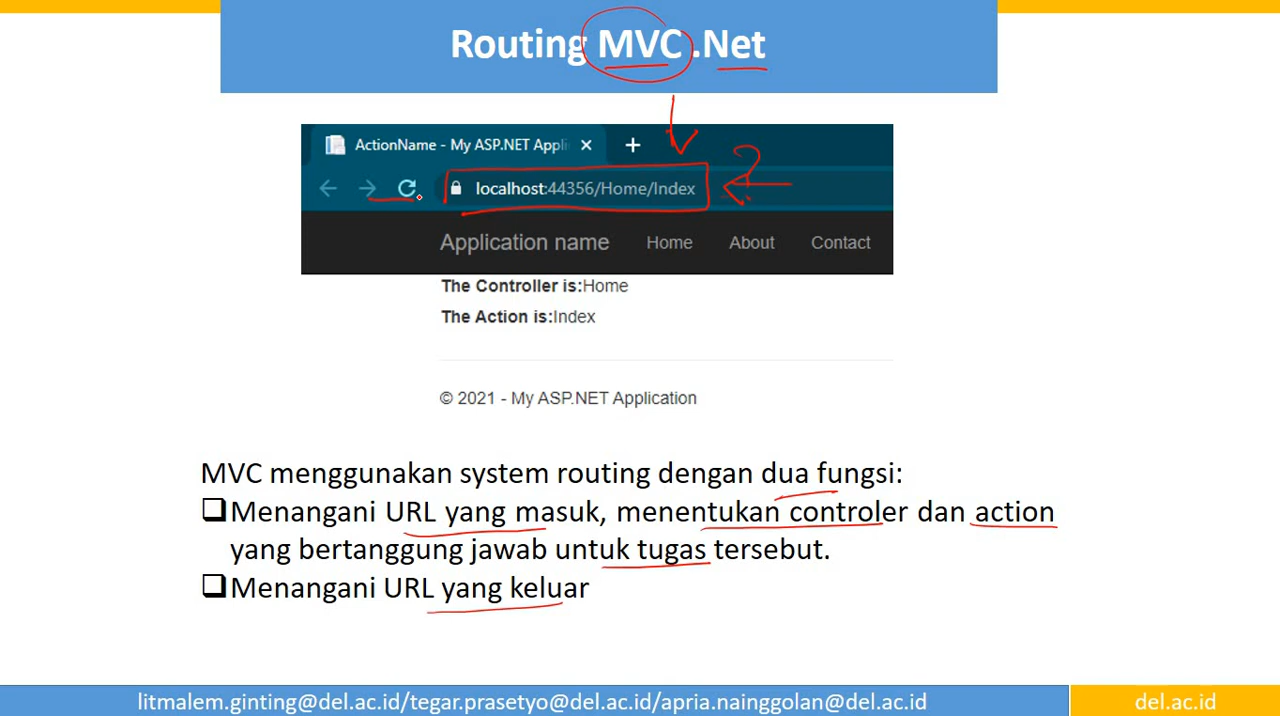 Routing MVC .Net
ActionName - My ASP.NET Appli
localhost:44356/Home/Index
?
Application name Home About Contact
The Controller is:Home
The Action is:Index
© 2021 - My ASP.NET Application
MVC menggunakan system routing dengan dua fungsi:
Menangani URL yang masuk, menentukan controler dan action
yang bertanggung jawab untuk tugas tersebut.
Menangani URL yang keluar
litmalem.ginting@del.ac.id/tegar.prasetyo@del.ac.id/apria.nainggolan@del.ac.id del.ac.id